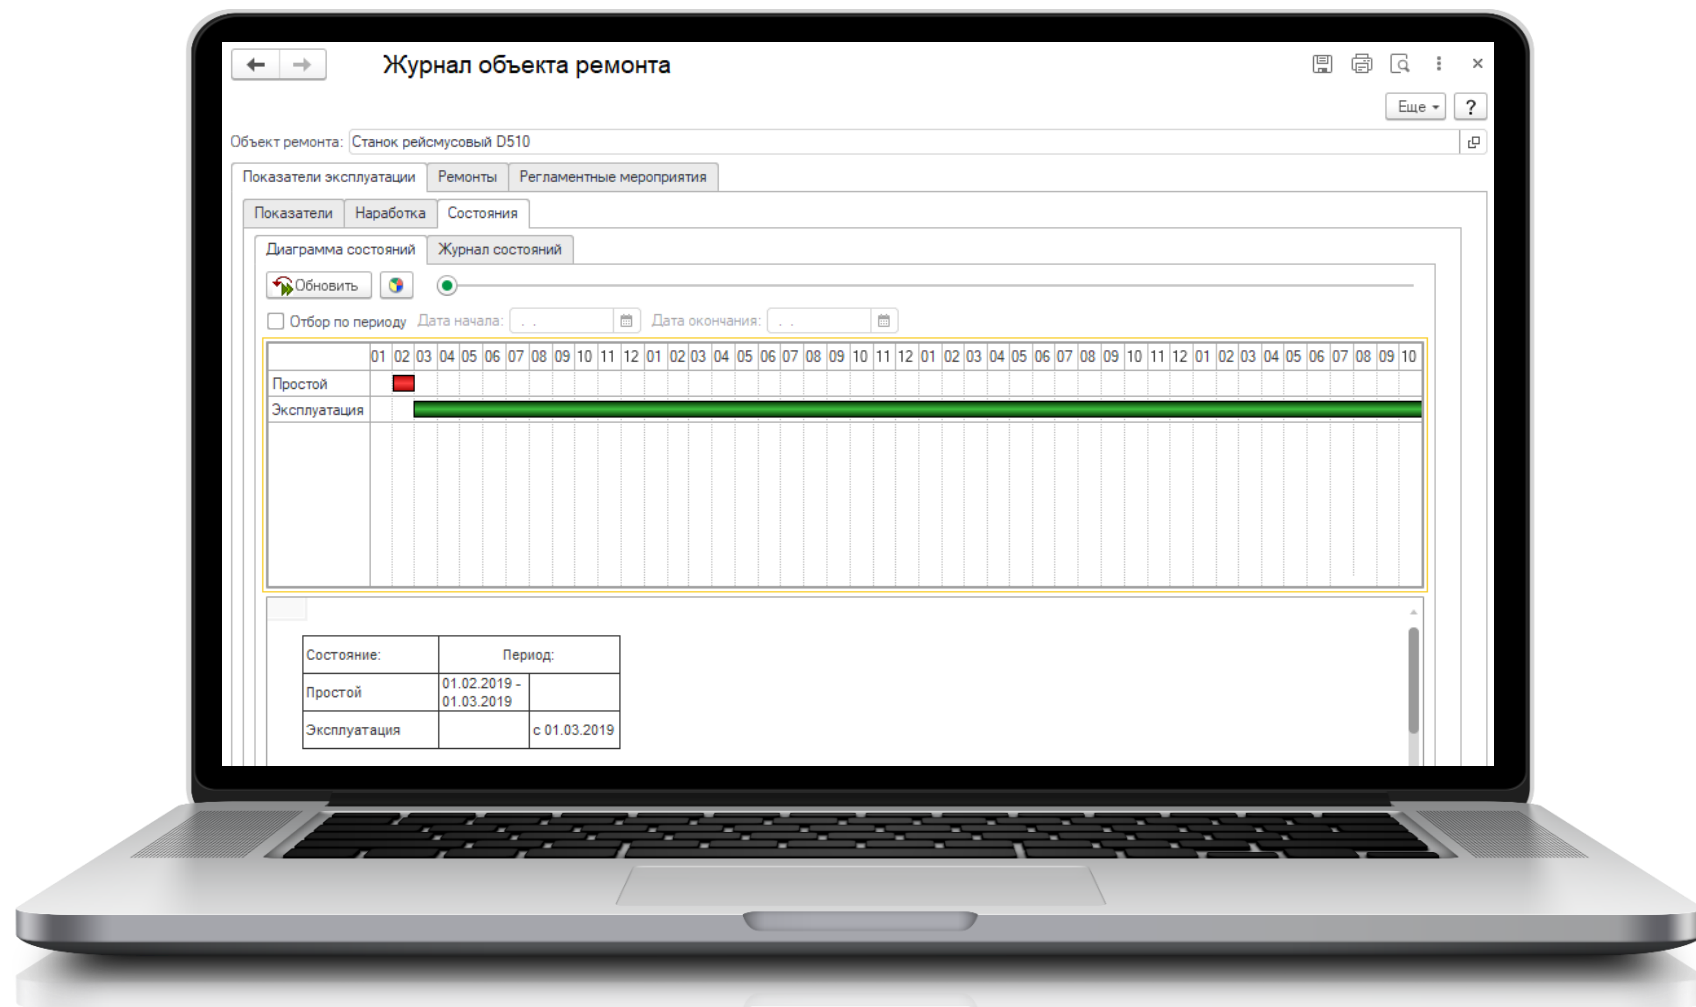 Журнал объекта ремонта
Еще ?
Объект ремонта: Станок рейсмусовый D510
Показатели эксплуатации Ремонты Регламентные мероприятия
Показатели Наработка Состояния
Диаграмма состояний Журнал состояний
Обновить
Отбор по периоду Дата начала: . . Дата окончания: . .
01 02 03 04 05 06 07 08 09 10 11 12 01 02 03 04 05 06 07 08 09 10 11 12 01 02 03 04 05 06 07 08 09 10 11 12 01 02 03 04 05 06 07 08 09 10
Простой
Эксплуатация
Состояние: Период:
Простой 01.02.2019 -
01.03.2019
Эксплуатация с 01.03.2019